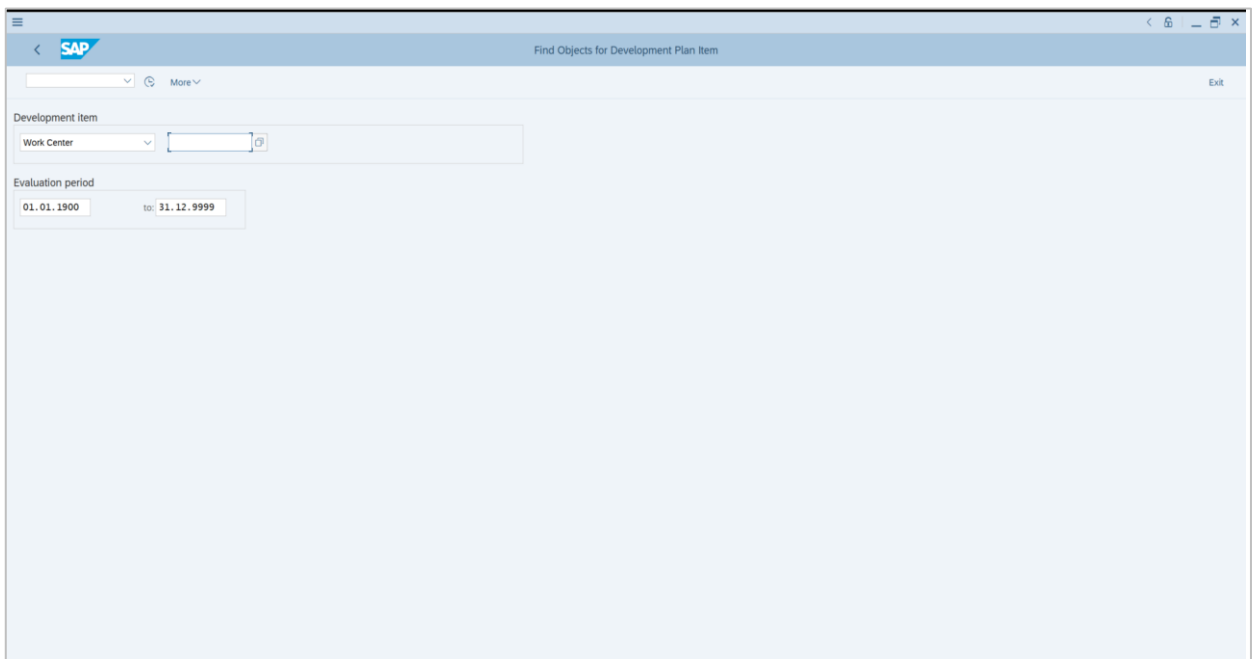 SAP
Find Objects for Development Plan Item
More
Exit
Development item
Work Center
Evaluation period
01.01.1900 to: 31.12.9999